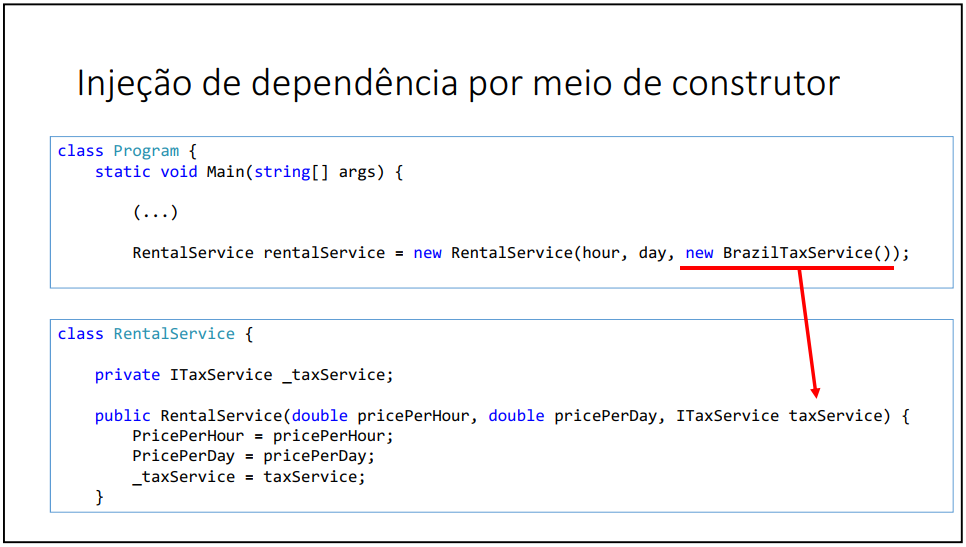 Injeção de dependência por meio de construtor
class Program {
static void Main(string[] args) {
(...)
RentalService rentalService = new RentalService(hour, day, new BrazilTaxService());
class RentalService {
private ITaxService _taxService;
public RentalService(double pricePerHour, double pricePerDay, ITaxService taxService) {
PricePerHour = pricePerHour;
PricePerDay = pricePerDay;
_taxService = taxService;
}